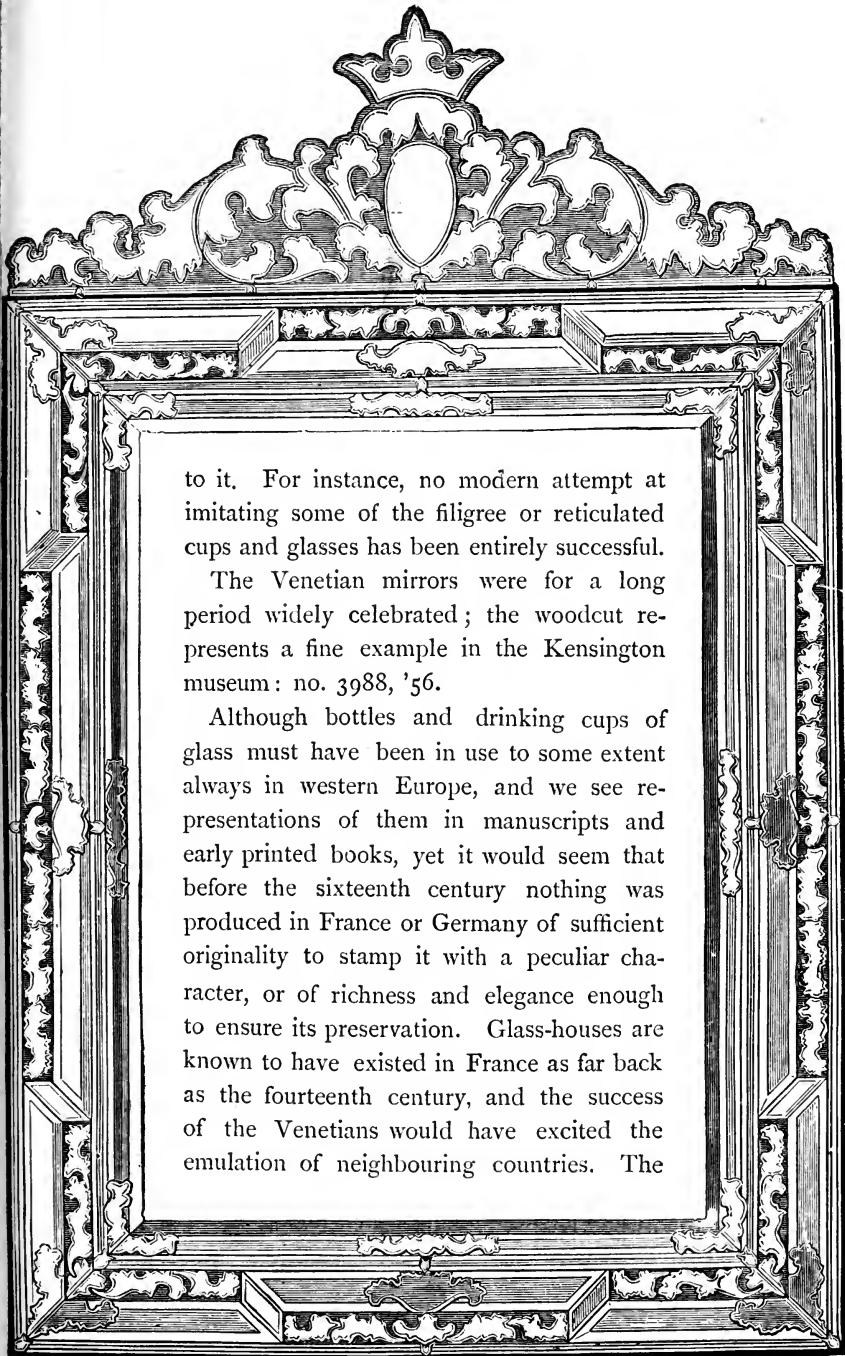 to it. For instance, no modern attempt at
imitating some of the filigree or reticulated
cups and glasses has been entirely successful.
The Venetian mirrors were for a long
period widely celebrated; the woodcut re-
presents a fine example in the Kensington
museum: no. 3988, '56.
Although bottles and drinking cups of
glass must have been in use to some extent
always in western Europe, and we see re-
presentations of them in manuscripts and
early printed books, yet it would seem that
before the sixteenth century nothing was
produced in France or Germany of sufficient
originality to stamp it with a peculiar cha-
racter, or of richness and elegance enough
to ensure its preservation. Glass-houses are
known to have existed in France as far back
as the fourteenth century, and the success
of the Venetians would have excited the
emulation of neighbouring countries. The